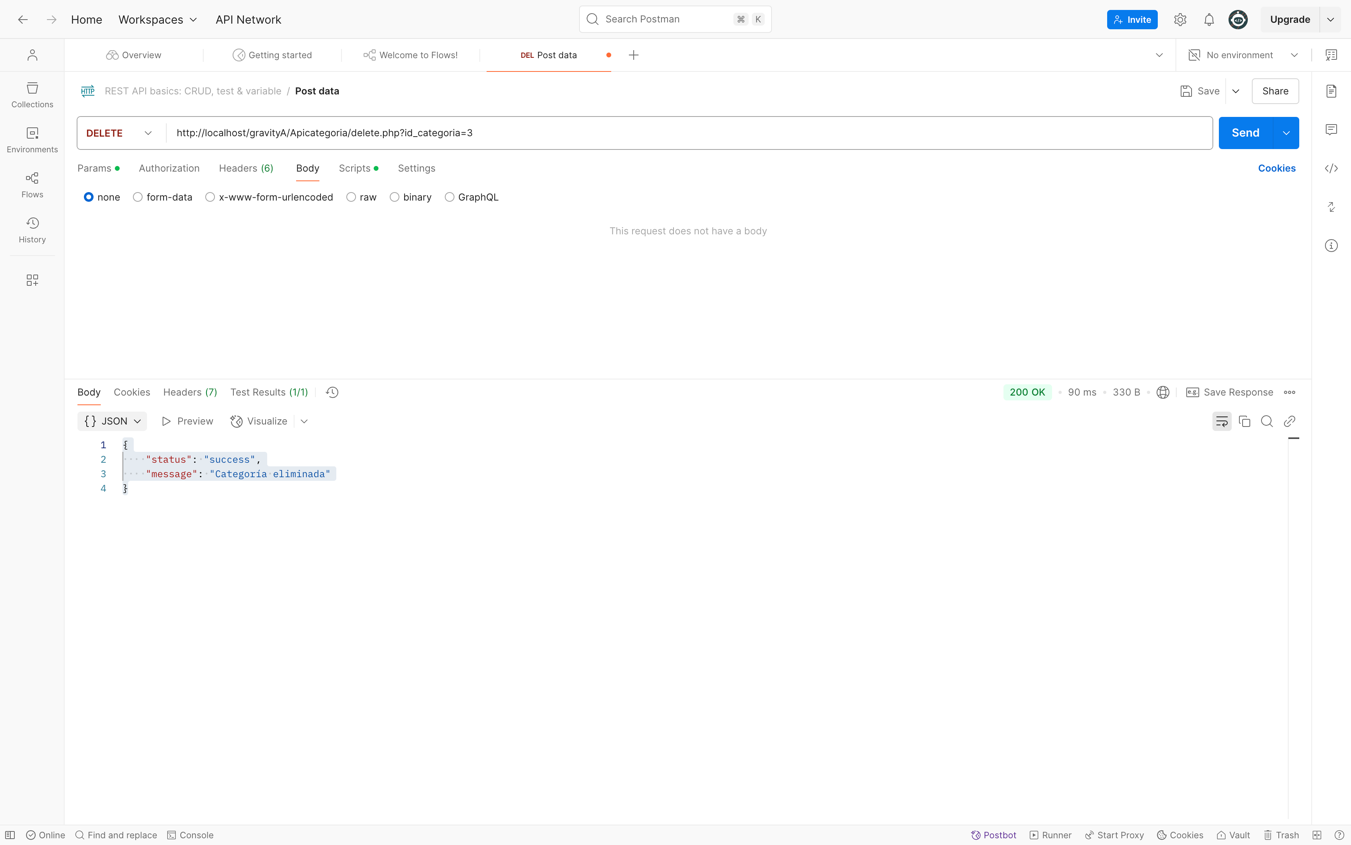 Home Workspaces API Network Search Postman ⌘ K Invite Upgrade
Overview Getting started Welcome to Flows! DEL Post data No environment
REST API basics: CRUD, test & variable / Post data Save Share
DELETE http://localhost/gravityA/Apicategoria/delete.php?id_categoria=3 Send
Params Authorization Headers (6) Body Scripts Settings Cookies
none form-data x-www-form-urlencoded raw binary GraphQL
This request does not have a body
Collections
Environments
Flows
History
Body Cookies Headers (7) Test Results (1/1) 200 OK 90 ms 330 B Save Response
{} JSON Preview Visualize
1 {
2 "status": "success",
3 "message": "Categoría eliminada"
4 }
Online Find and replace Console Postbot Runner Start Proxy Cookies Vault Trash